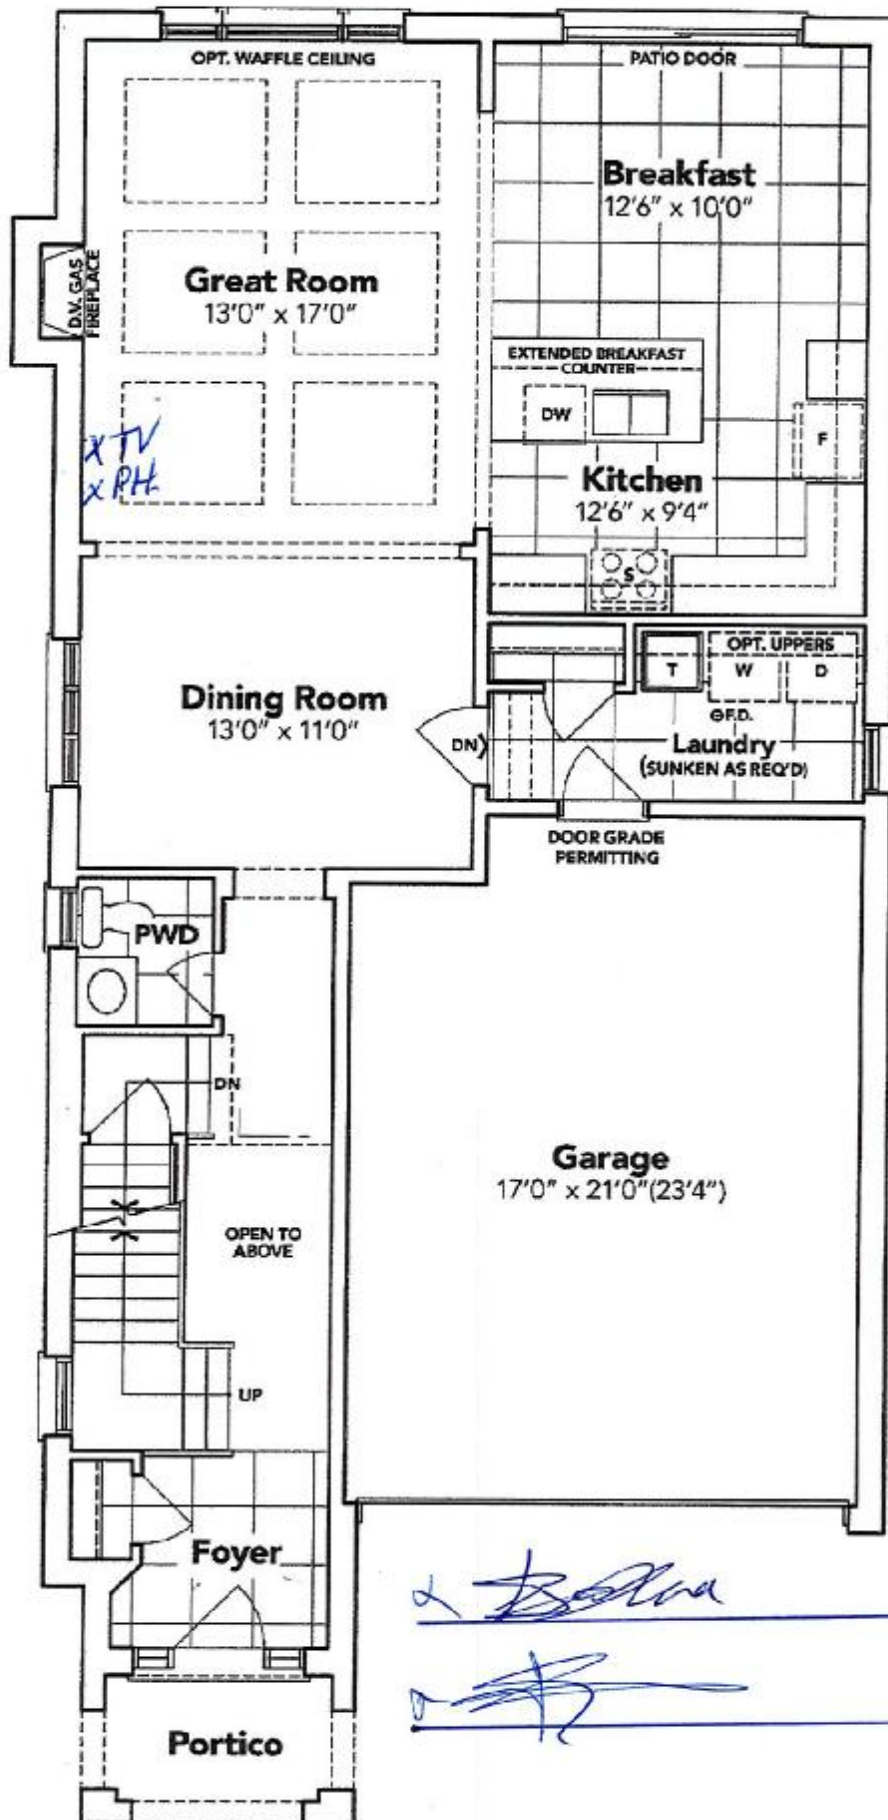 OPT. WAFFLE CEILING
PATIO DOOR
Breakfast
12'6" x 10'0"
Great Room
13'0" x 17'0"
D.V. GAS
FIREPLACE
EXTENDED BREAKFAST
COUNTER
DW
F
X TV
X PH
Kitchen
12'6" x 9'4"
S
OPT. UPPERS
T
W
D
Dining Room
13'0" x 11'0"
DN
F.D.
Laundry
(SUNKEN AS REQ'D)
DOOR GRADE
PERMITTING
PWD
DN
Garage
17'0" x 21'0"(23'4")
OPEN TO
ABOVE
UP
Foyer
Portico